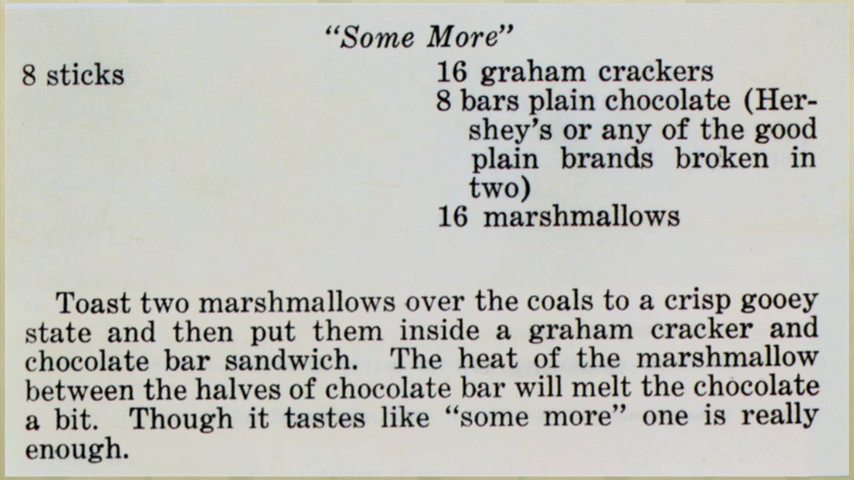 "Some More"
8 sticks
16 graham crackers
8 bars plain chocolate (Her-
shey's or any of the good
plain brands broken in
two)
16 marshmallows
Toast two marshmallows over the coals to a crisp gooey
state and then put them inside a graham cracker and
chocolate bar sandwich. The heat of the marshmallow
between the halves of chocolate bar will melt the chocolate
a bit. Though it tastes like "some more" one is really
enough.